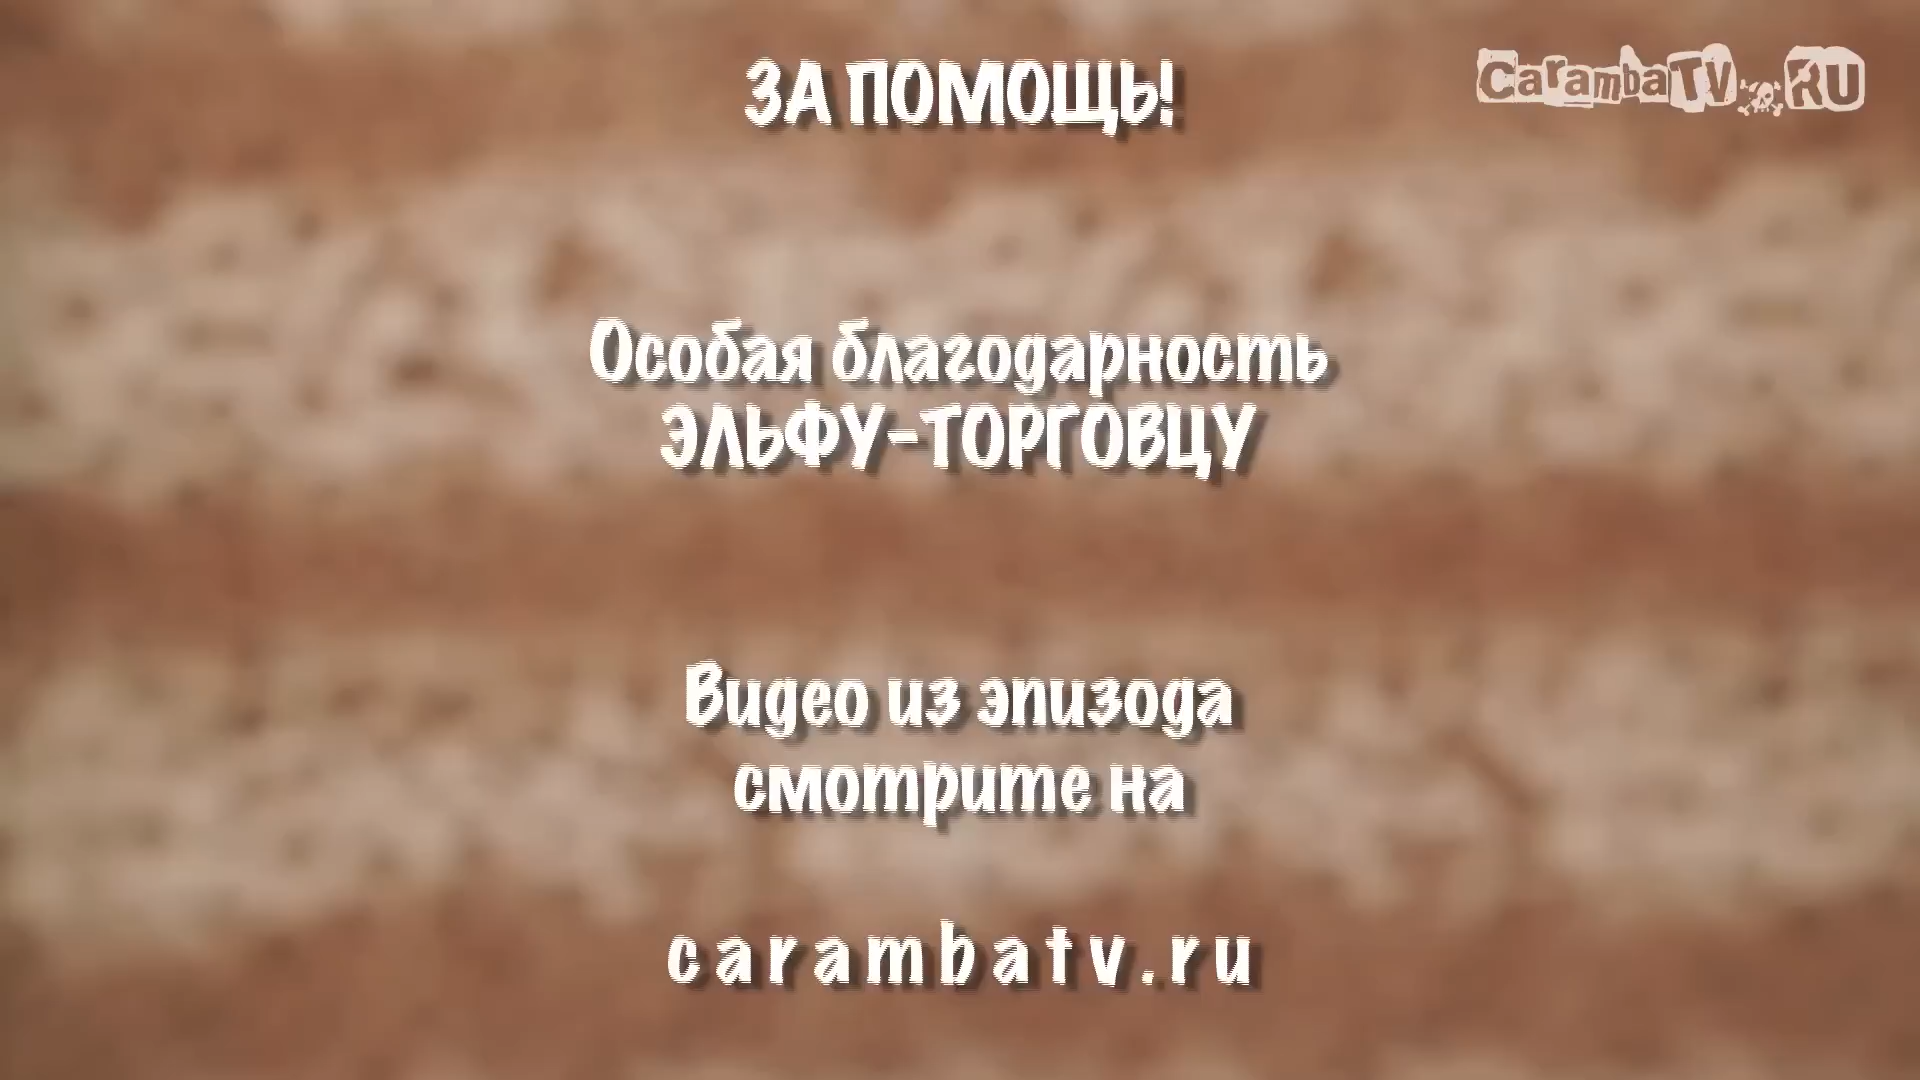 ЗА ПОМОЩЬ!
CarambaTV.RU
Особая благодарность
ЭЛЬФУ-ТОРГОВЦУ
Видео из эпизода
смотрите на
carambatv.ru